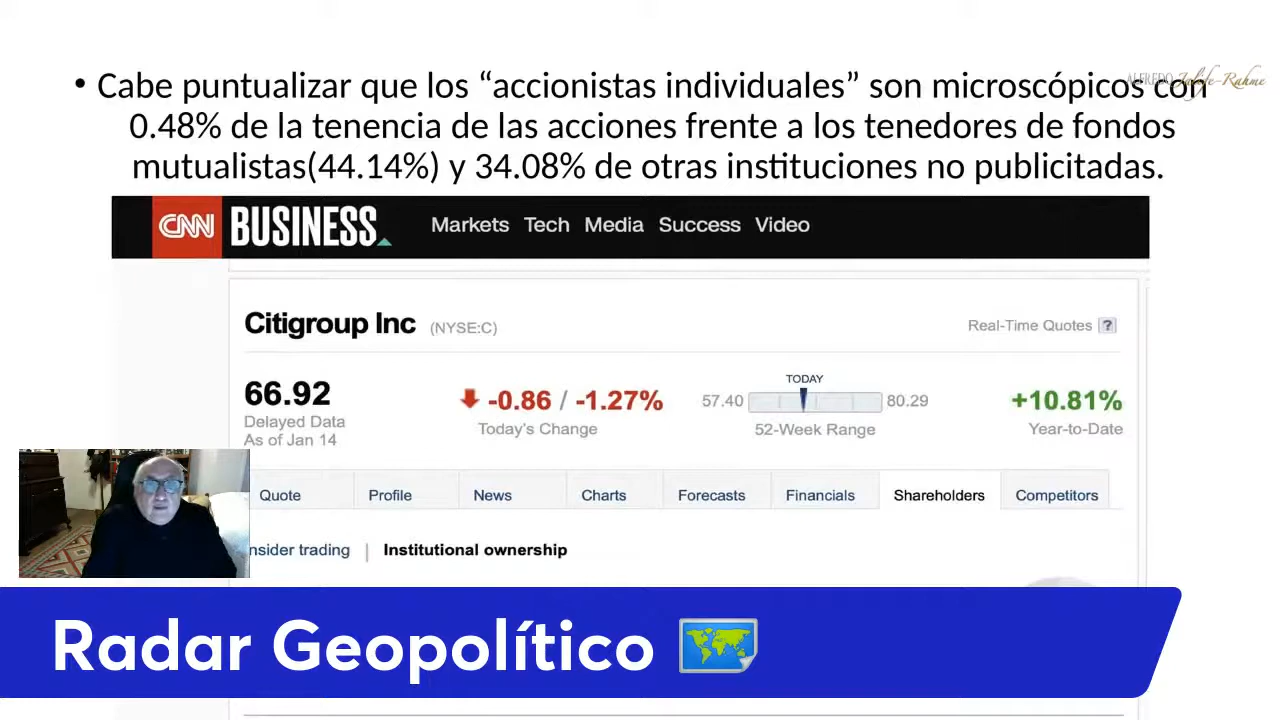 • Cabe puntualizar que los “accionistas individuales” son microscópicos con
0.48% de la tenencia de las acciones frente a los tenedores de fondos
mutualistas(44.14%) y 34.08% de otras instituciones no publicitadas.
ALFREDO Jalife-Rahme
CNN BUSINESS Markets Tech Media Success Video
Citigroup Inc (NYSE:C) Real-Time Quotes ?
TODAY
66.92 -0.86 / -1.27% 57.40 80.29 +10.81%
Delayed Data Today's Change 52-Week Range Year-to-Date
As of Jan 14
Quote Profile News Charts Forecasts Financials Shareholders Competitors
nsider trading | Institutional ownership
Radar Geopolítico